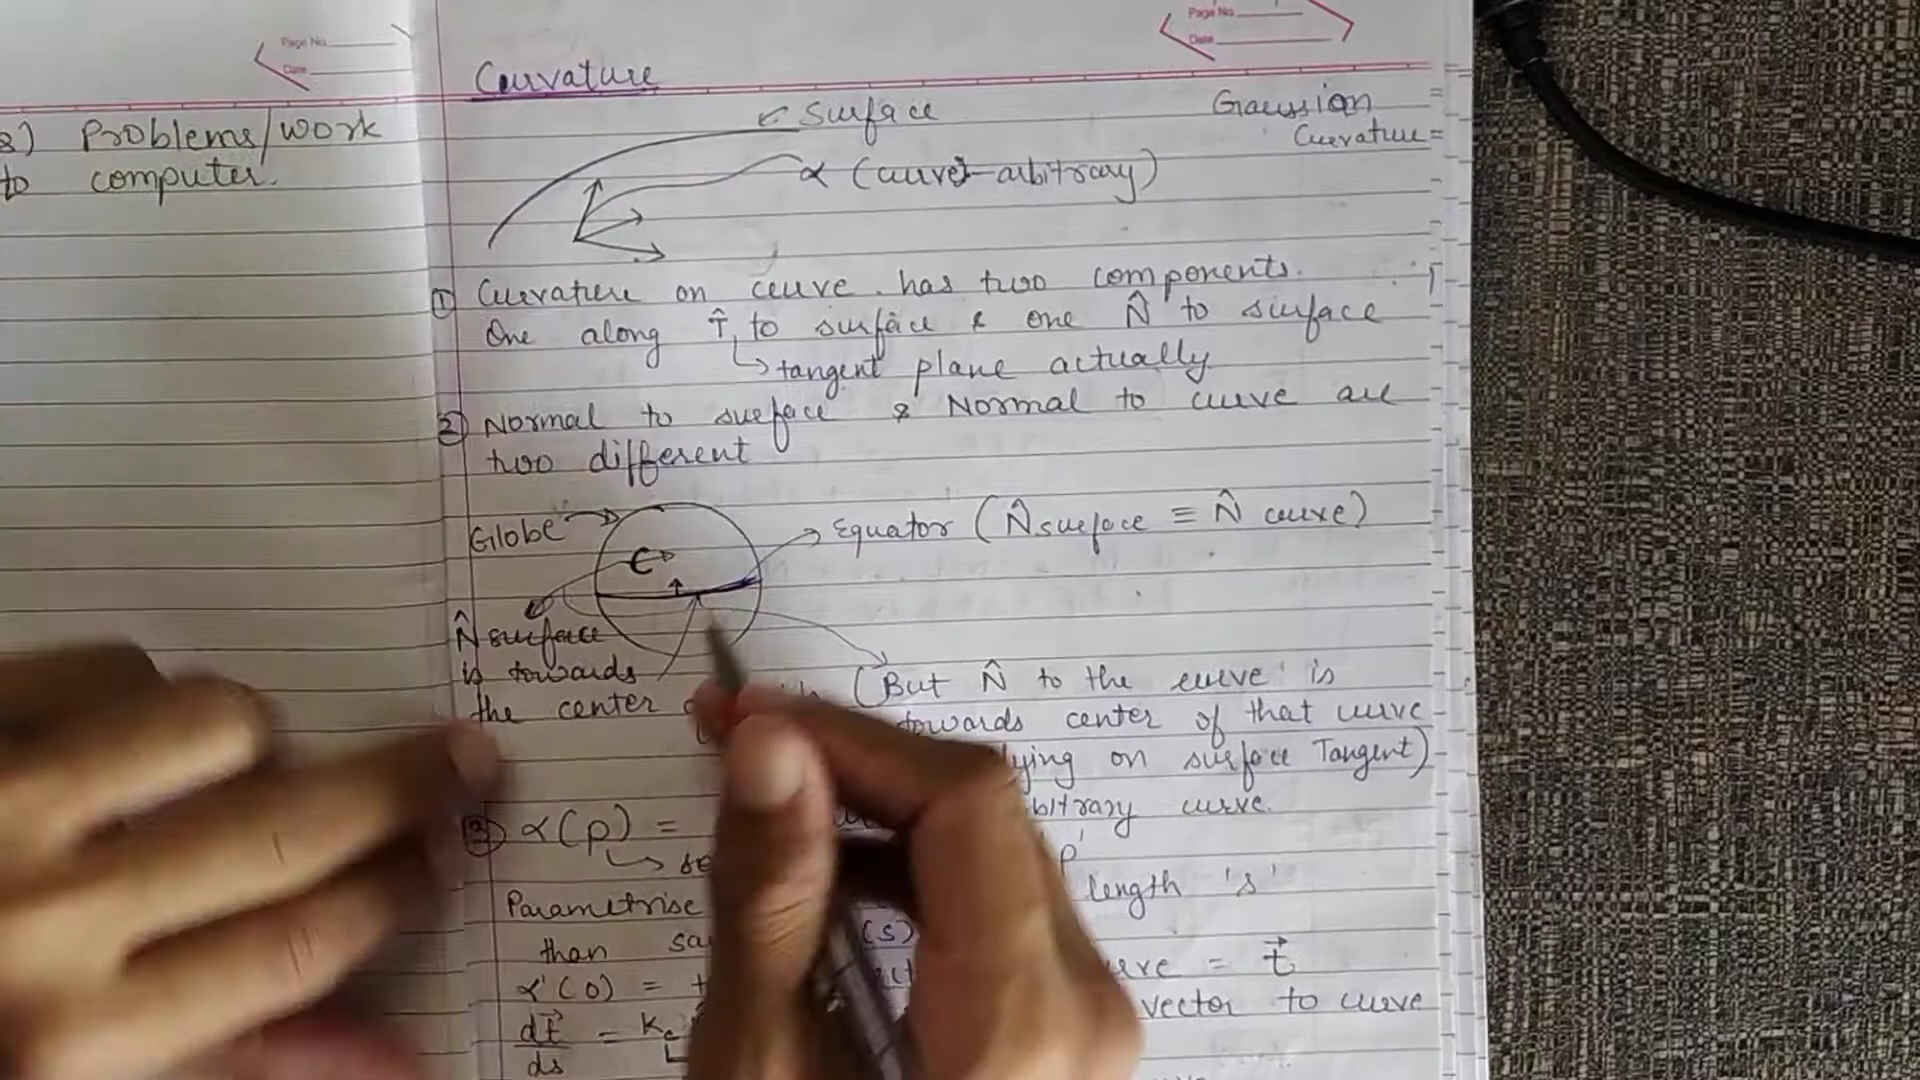 Page No.
Date
Page No.
Date
8) Problems/work
to computer.
Curvature
Surface
Gaussian
Curvature =
α (curve)-arbitrary)
① Curvature on curve has two components.
One along T̂ to surface & one N̂ to surface
↳ tangent plane actually
② Normal to surface & Normal to curve are
two different
Globe
Equator (N̂ surface ≡ N̂ curve)
C
N̂ surface
is towards
the center
(But N̂ to the curve is
towards center of that curve
lying on surface Tangent)
③ α(p) =
curve.
p
length 's'
Parametrise
than
(s)
α'(0) =
= t⃗
dt⃗/ds = Kc
vector to curve